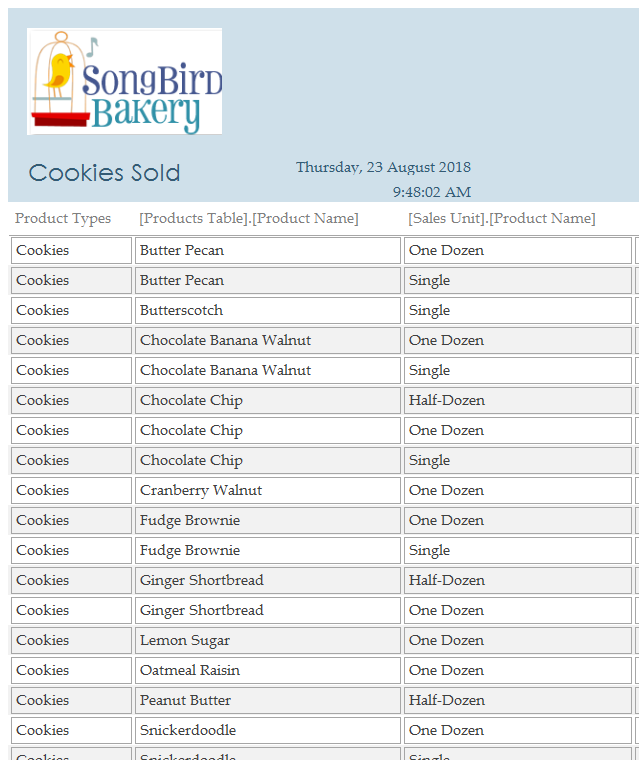 SongBird
Bakery
Cookies Sold
Thursday, 23 August 2018
9:48:02 AM
Product Types [Products Table].[Product Name] [Sales Unit].[Product Name]
Cookies Butter Pecan One Dozen
Cookies Butter Pecan Single
Cookies Butterscotch Single
Cookies Chocolate Banana Walnut One Dozen
Cookies Chocolate Banana Walnut Single
Cookies Chocolate Chip Half-Dozen
Cookies Chocolate Chip One Dozen
Cookies Chocolate Chip Single
Cookies Cranberry Walnut One Dozen
Cookies Fudge Brownie One Dozen
Cookies Fudge Brownie Single
Cookies Ginger Shortbread Half-Dozen
Cookies Ginger Shortbread One Dozen
Cookies Lemon Sugar One Dozen
Cookies Oatmeal Raisin One Dozen
Cookies Peanut Butter Half-Dozen
Cookies Snickerdoodle One Dozen
Cookies Snickerdoodle Single